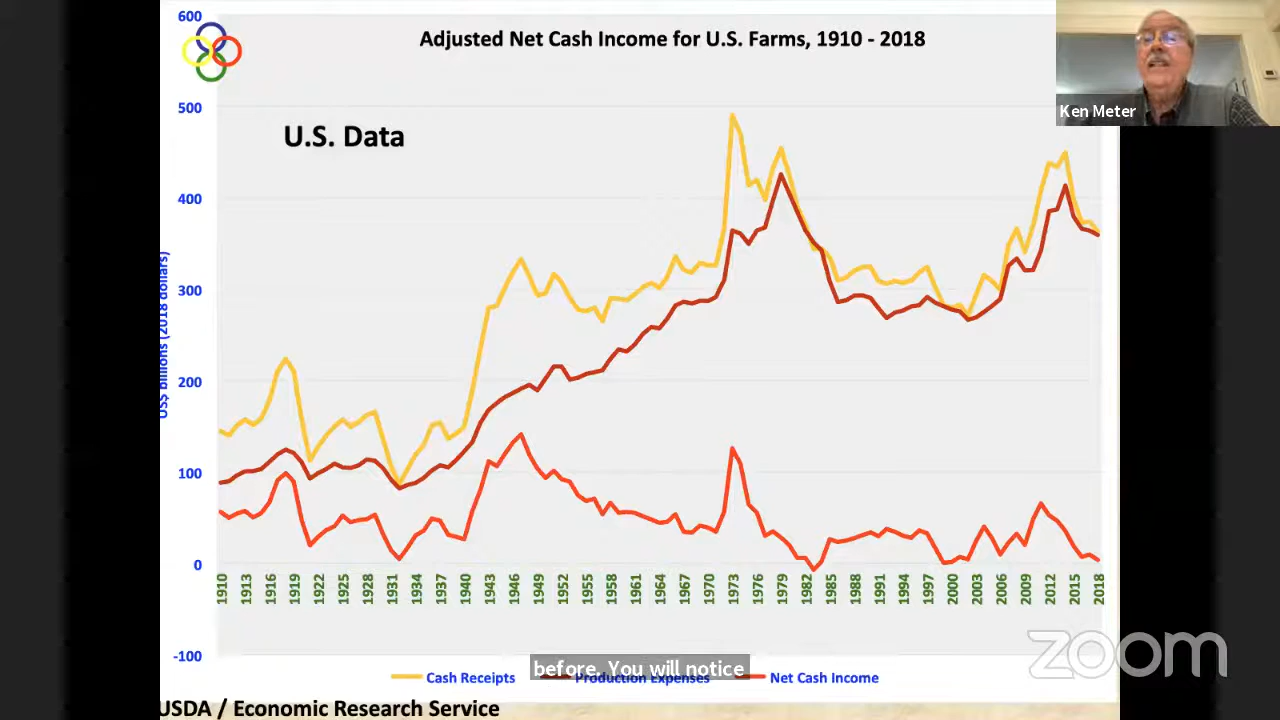 Adjusted Net Cash Income for U.S. Farms, 1910 - 2018
Ken Meter
U.S. Data
US$ billions (2018 dollars)
600
500
400
300
200
100
0
-100
1910 1913 1916 1919 1922 1925 1928 1931 1934 1937 1940 1943 1946 1949 1952 1955 1958 1961 1964 1967 1970 1973 1976 1979 1982 1985 1988 1991 1994 1997 2000 2003 2006 2009 2012 2015 2018
zoom
before. You will notice
Cash Receipts Production Expenses Net Cash Income
USDA / Economic Research Service